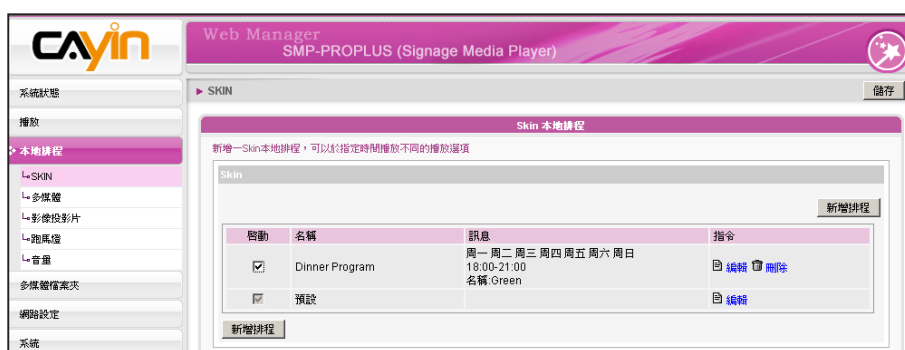 CAYIN
Web Manager
SMP-PROPLUS (Signage Media Player)
系統狀態
播放
本地排程
SKIN
多媒體
影像投影片
跑馬燈
音量
多媒體檔案夾
網路設定
系統
SKIN
儲存
Skin 本地排程
新增一Skin本地排程,可以於指定時間播放不同的播放選項
Skin
新增排程
啟動 名稱 訊息 指令
Dinner Program
周一 周二 周三 周四 周五 周六 周日
18:00-21:00
名稱:Green
編輯 刪除
預設 編輯
新增排程